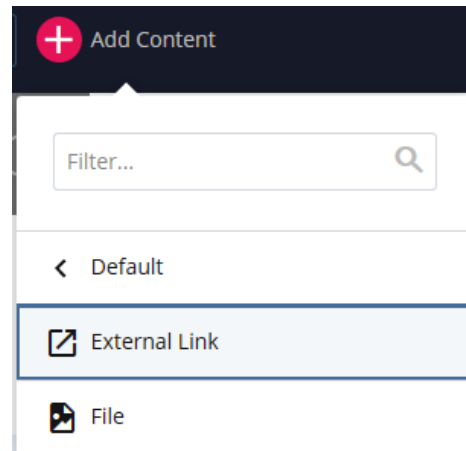 Add Content
Filter...
Default
External Link
File